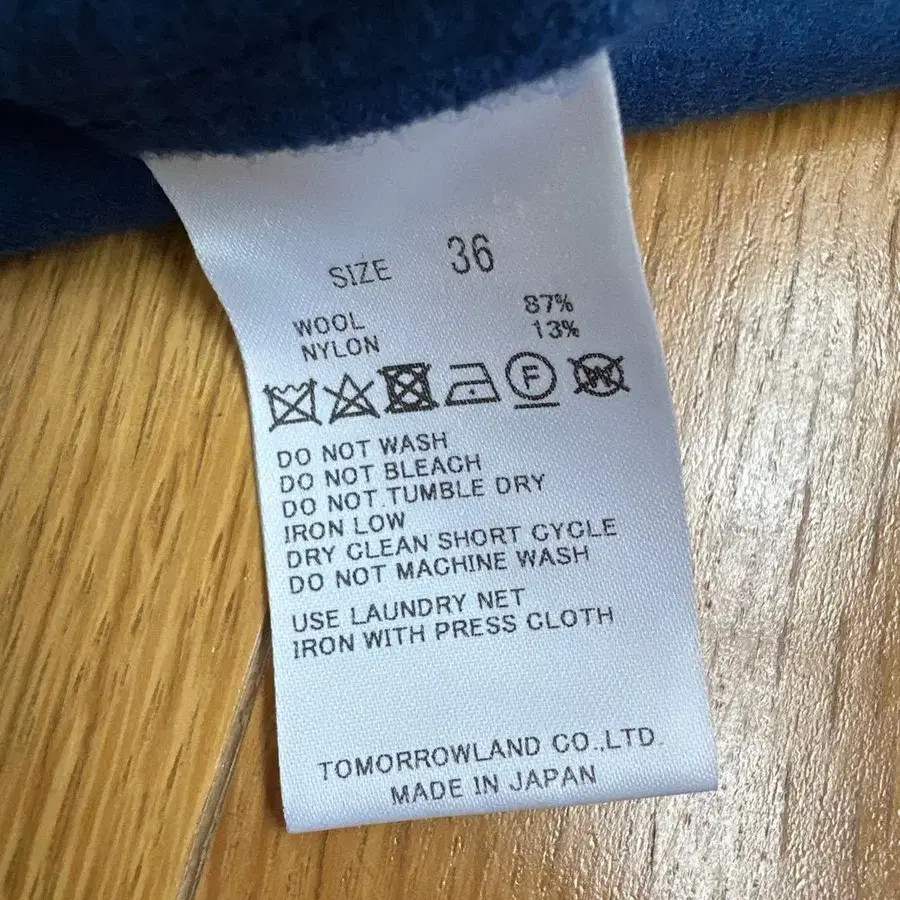 SIZE 36
WOOL 87%
NYLON 13%
F W
DO NOT WASH
DO NOT BLEACH
DO NOT TUMBLE DRY
IRON LOW
DRY CLEAN SHORT CYCLE
DO NOT MACHINE WASH
USE LAUNDRY NET
IRON WITH PRESS CLOTH
TOMORROWLAND CO.,LTD.
MADE IN JAPAN